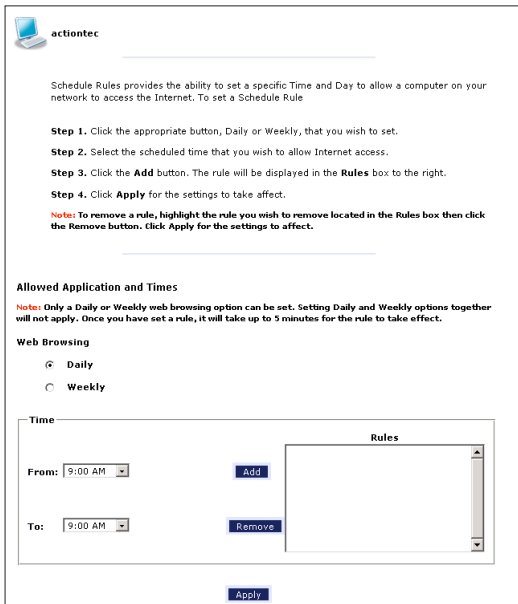 actiontec
Schedule Rules provides the ability to set a specific Time and Day to allow a computer on your
network to access the Internet. To set a Schedule Rule
Step 1. Click the appropriate button, Daily or Weekly, that you wish to set.
Step 2. Select the scheduled time that you wish to allow Internet access.
Step 3. Click the Add button. The rule will be displayed in the Rules box to the right.
Step 4. Click Apply for the settings to take affect.
Note: To remove a rule, highlight the rule you wish to remove located in the Rules box then click
the Remove button. Click Apply for the settings to affect.
Allowed Application and Times
Note: Only a Daily or Weekly web browsing option can be set. Setting Daily and Weekly options together
will not apply. Once you have set a rule, it will take up to 5 minutes for the rule to take effect.
Web Browsing
Daily
Weekly
Time
Rules
From: 9:00 AM Add
To: 9:00 AM Remove
Apply